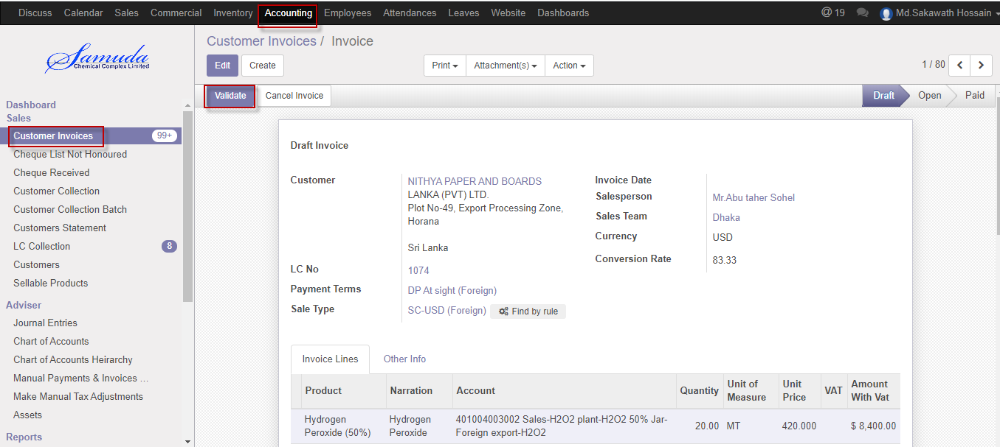 Discuss Calendar Sales Commercial Inventory Accounting Employees Attendances Leaves Website Dashboards @ 19 Md.Sakawath Hossain
Samuda
Chemical Complex Limited
Customer Invoices / Invoice
Edit Create Print Attachment(s) Action 1 / 80
Validate Cancel Invoice Draft Open Paid
Dashboard
Sales
Customer Invoices 99+
Cheque List Not Honoured
Cheque Received
Customer Collection
Customer Collection Batch
Customers Statement
LC Collection 8
Customers
Sellable Products
Adviser
Journal Entries
Chart of Accounts
Chart of Accounts Heirarchy
Manual Payments & Invoices ...
Make Manual Tax Adjustments
Assets
Reports
Draft Invoice
Customer NITHYA PAPER AND BOARDS
LANKA (PVT) LTD.
Plot No-49, Export Processing Zone,
Horana
Sri Lanka
LC No 1074
Payment Terms DP At sight (Foreign)
Sale Type SC-USD (Foreign) Find by rule
Invoice Date
Salesperson Mr.Abu taher Sohel
Sales Team Dhaka
Currency USD
Conversion Rate 83.33
Invoice Lines Other Info
Product Narration Account Quantity Unit of Measure Unit Price VAT Amount With Vat
Hydrogen Peroxide (50%) Hydrogen Peroxide 401004003002 Sales-H2O2 plant-H2O2 50% Jar-Foreign export-H2O2 20.00 MT 420.000 $ 8,400.00